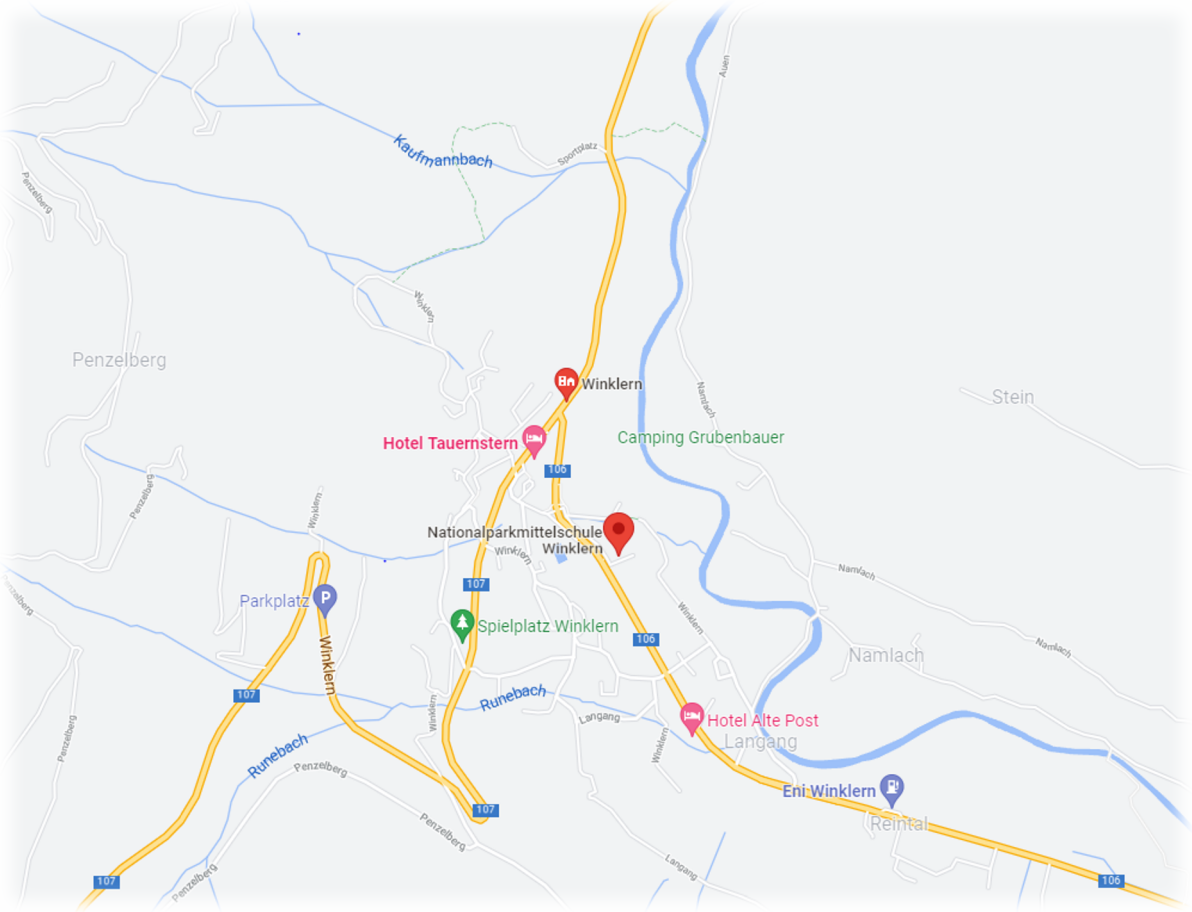 Auen
Kaufmannbach
Sportplatz
Penzelberg
Winklern
Penzelberg
Winklern
Namlach
Stein
Hotel Tauernstern
Camping Grubenbauer
106
Penzelberg
Winklern
Nationalparkmittelschule
Winklern
Winklern
Namlach
107
Penzelberg
Parkplatz
P
Winklern
Spielplatz Winklern
106
Namlach
Namlach
Winklern
107
Runebach
Winklern
Langang
Hotel Alte Post
Langang
Penzelberg
Winklern
Runebach
Penzelberg
Eni Winklern
107
Reintal
Penzelberg
Langang
107
Penzelberg
106